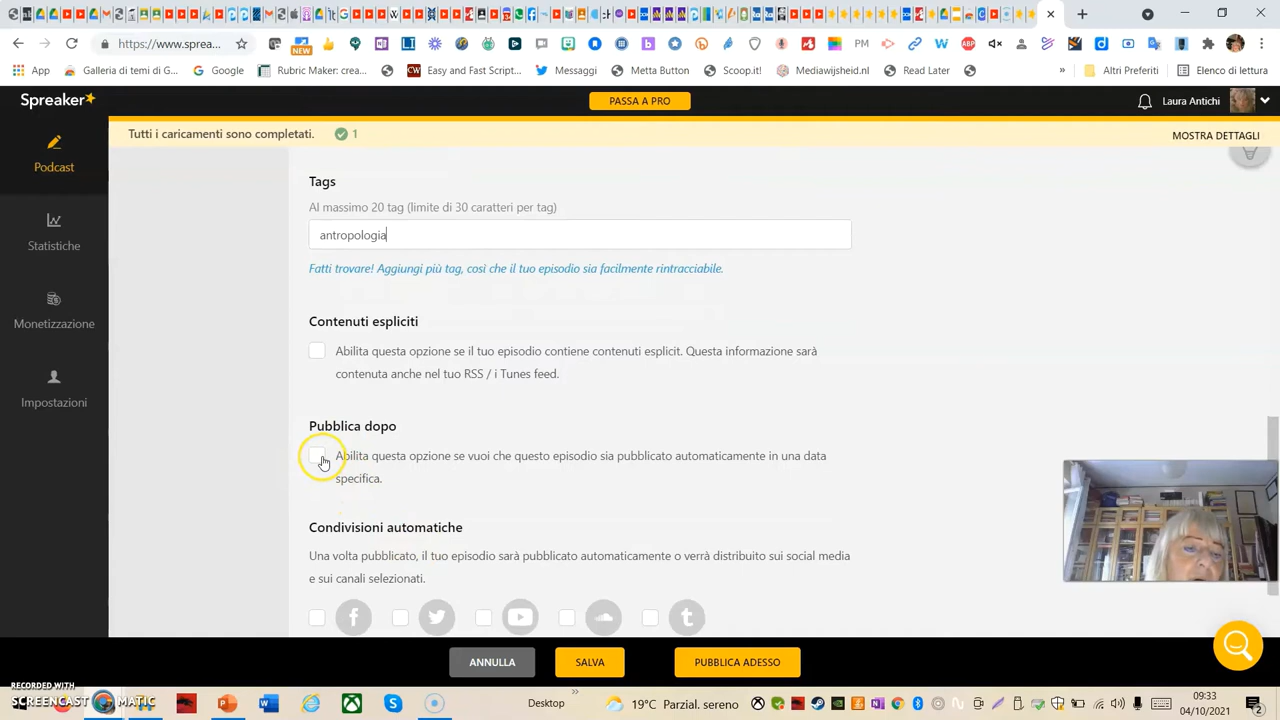 https://www.sprea...
NEW
PM
ABP
App
Galleria di temi di G...
Google
Rubric Maker: crea...
CW
Easy and Fast Script...
Messaggi
Metta Button
Scoop.it!
Mediawijsheid.nl
Read Later
»
Altri Preferiti
Elenco di lettura
Spreaker
PASSA A PRO
Laura Antichi
Tutti i caricamenti sono completati.
1
MOSTRA DETTAGLI
Podcast
Statistiche
Monetizzazione
Impostazioni
Tags
Al massimo 20 tag (limite di 30 caratteri per tag)
antropologia
Fatti trovare! Aggiungi più tag, così che il tuo episodio sia facilmente rintracciabile.
Contenuti espliciti
Abilita questa opzione se il tuo episodio contiene contenuti esplicit. Questa informazione sarà
contenuta anche nel tuo RSS / i Tunes feed.
Pubblica dopo
Abilita questa opzione se vuoi che questo episodio sia pubblicato automaticamente in una data
specifica.
Condivisioni automatiche
Una volta pubblicato, il tuo episodio sarà pubblicato automaticamente o verrà distribuito sui social media
e sui canali selezionati.
ANNULLA
SALVA
PUBBLICA ADESSO
RECORDED WITH
SCREENCAST MATIC
Desktop
»
19°C Parzial. sereno
09:33
04/10/2021
2